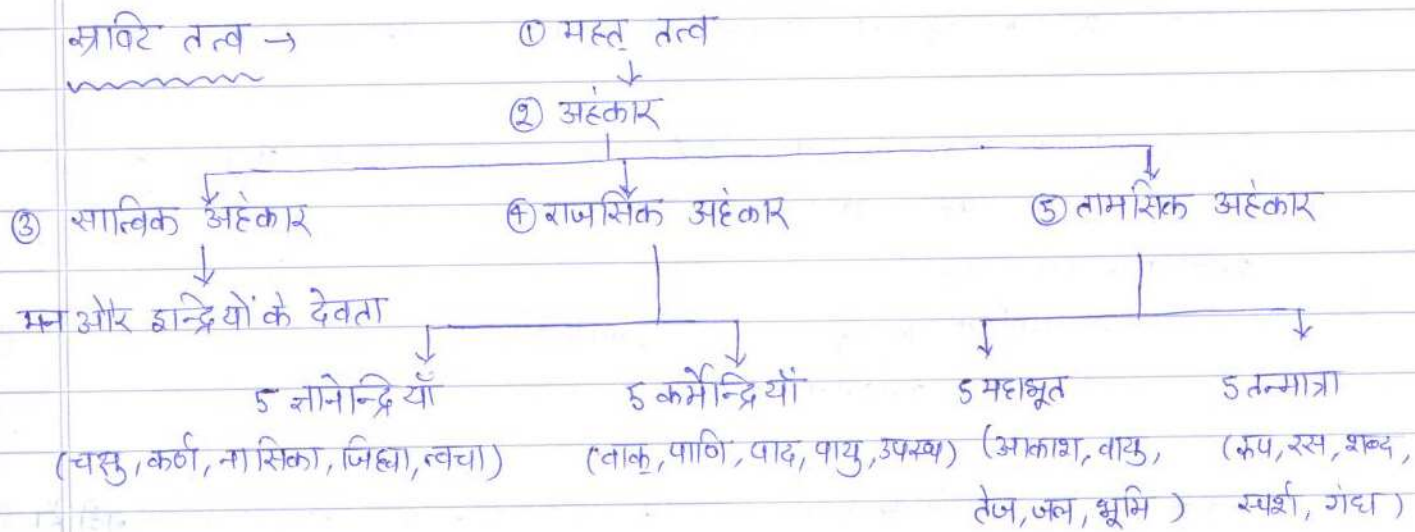 स्रष्टि तत्व → ① महत् तत्व
② अहंकार
③ सात्विक अहंकार ④ राजसिक अहंकार ⑤ तामसिक अहंकार
मन और इन्द्रियों के देवता
5 ज्ञानेन्द्रियाँ 5 कर्मेन्द्रियाँ 5 महाभूत 5 तन्मात्रा
(चक्षु, कर्ण, नासिका, जिह्वा, त्वचा) (वाक्, पाणि, पाद, पायु, उपस्थ) (आकाश, वायु, (रूप, रस, शब्द,
तेज, जल, भूमि) स्पर्श, गंध)